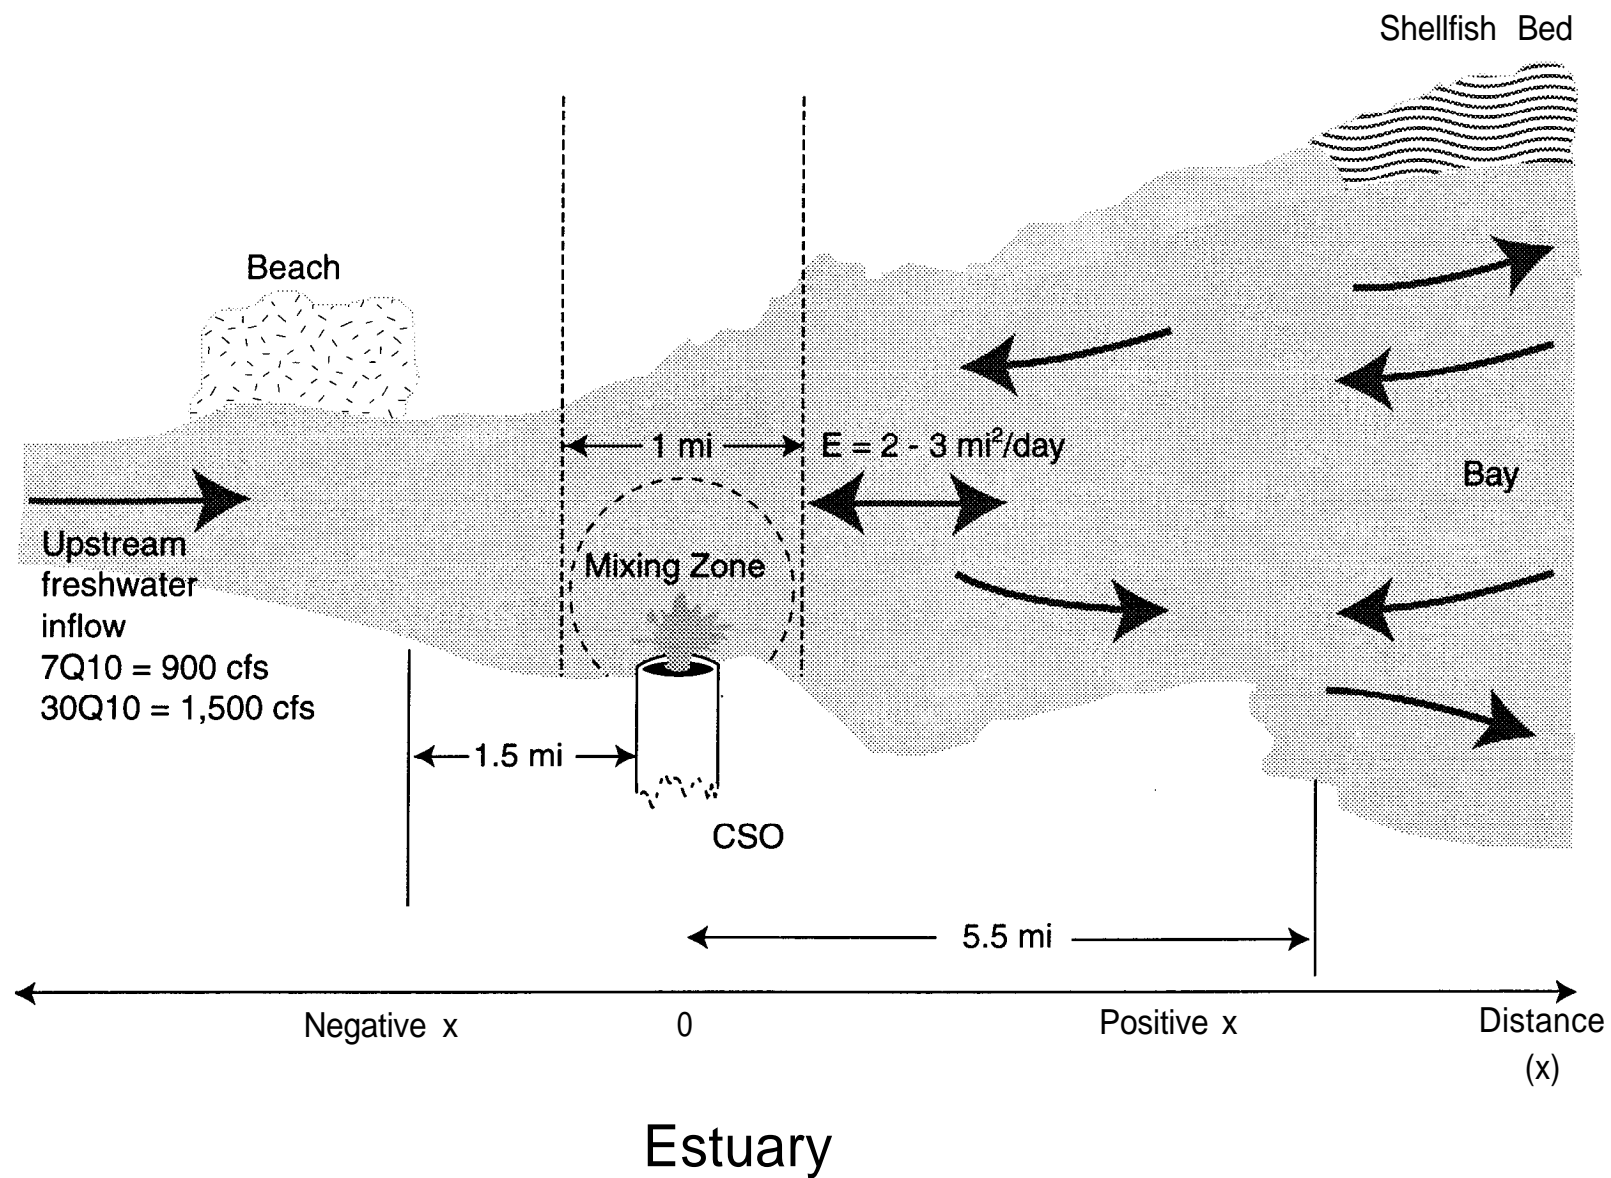 Shellfish Bed
Beach
1 mi
E = 2 - 3 mi²/day
Bay
Upstream
freshwater
inflow
7Q10 = 900 cfs
30Q10 = 1,500 cfs
Mixing Zone
1.5 mi
CSO
5.5 mi
Negative x
0
Positive x
Distance
(x)
Estuary